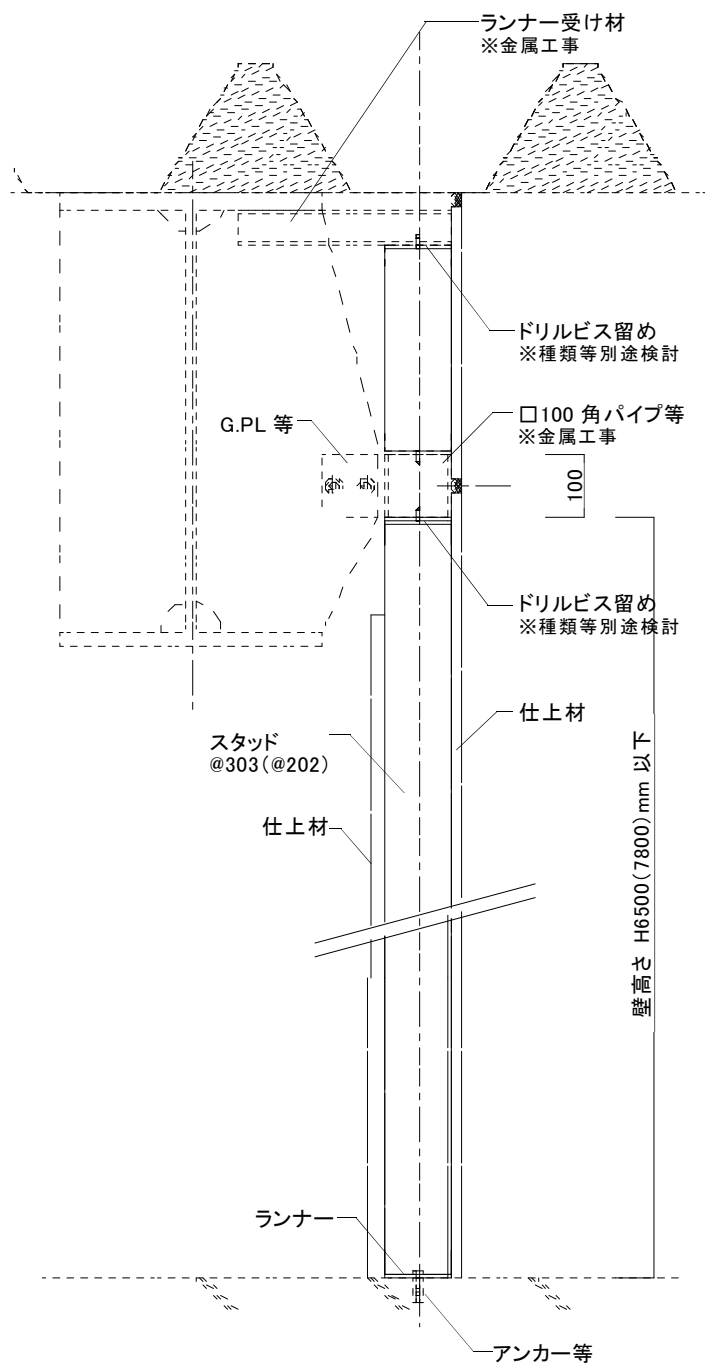 ランナー受け材
※金属工事
ドリルビス留め
※種類等別途検討
G.PL 等
口100 角パイプ等
※金属工事
100
ドリルビス留め
※種類等別途検討
仕上材
スタッド
@303(@202)
仕上材
壁高さ H6500(7800)mm 以下
ランナー
アンカー等